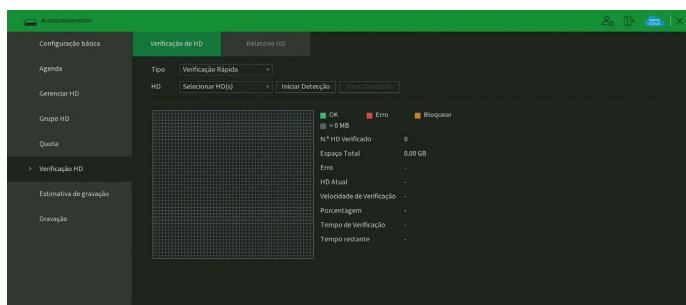 Armazenamento
Configuração básica
Agenda
Gerenciar HD
Grupo HD
Quota
> Verificação HD
Estimativa de gravação
Gravação
Verificação de HD Relatório HD
Tipo Verificação Rápida
HD Selecionar HD(s) Iniciar Detecção Parar Detecção
OK Erro Bloquear
= 0 MB
N.º HD Verificado 0
Espaço Total 0.00 GB
Erro -
HD Atual -
Velocidade de Verificação -
Porcentagem -
Tempo de Verificação -
Tempo restante -